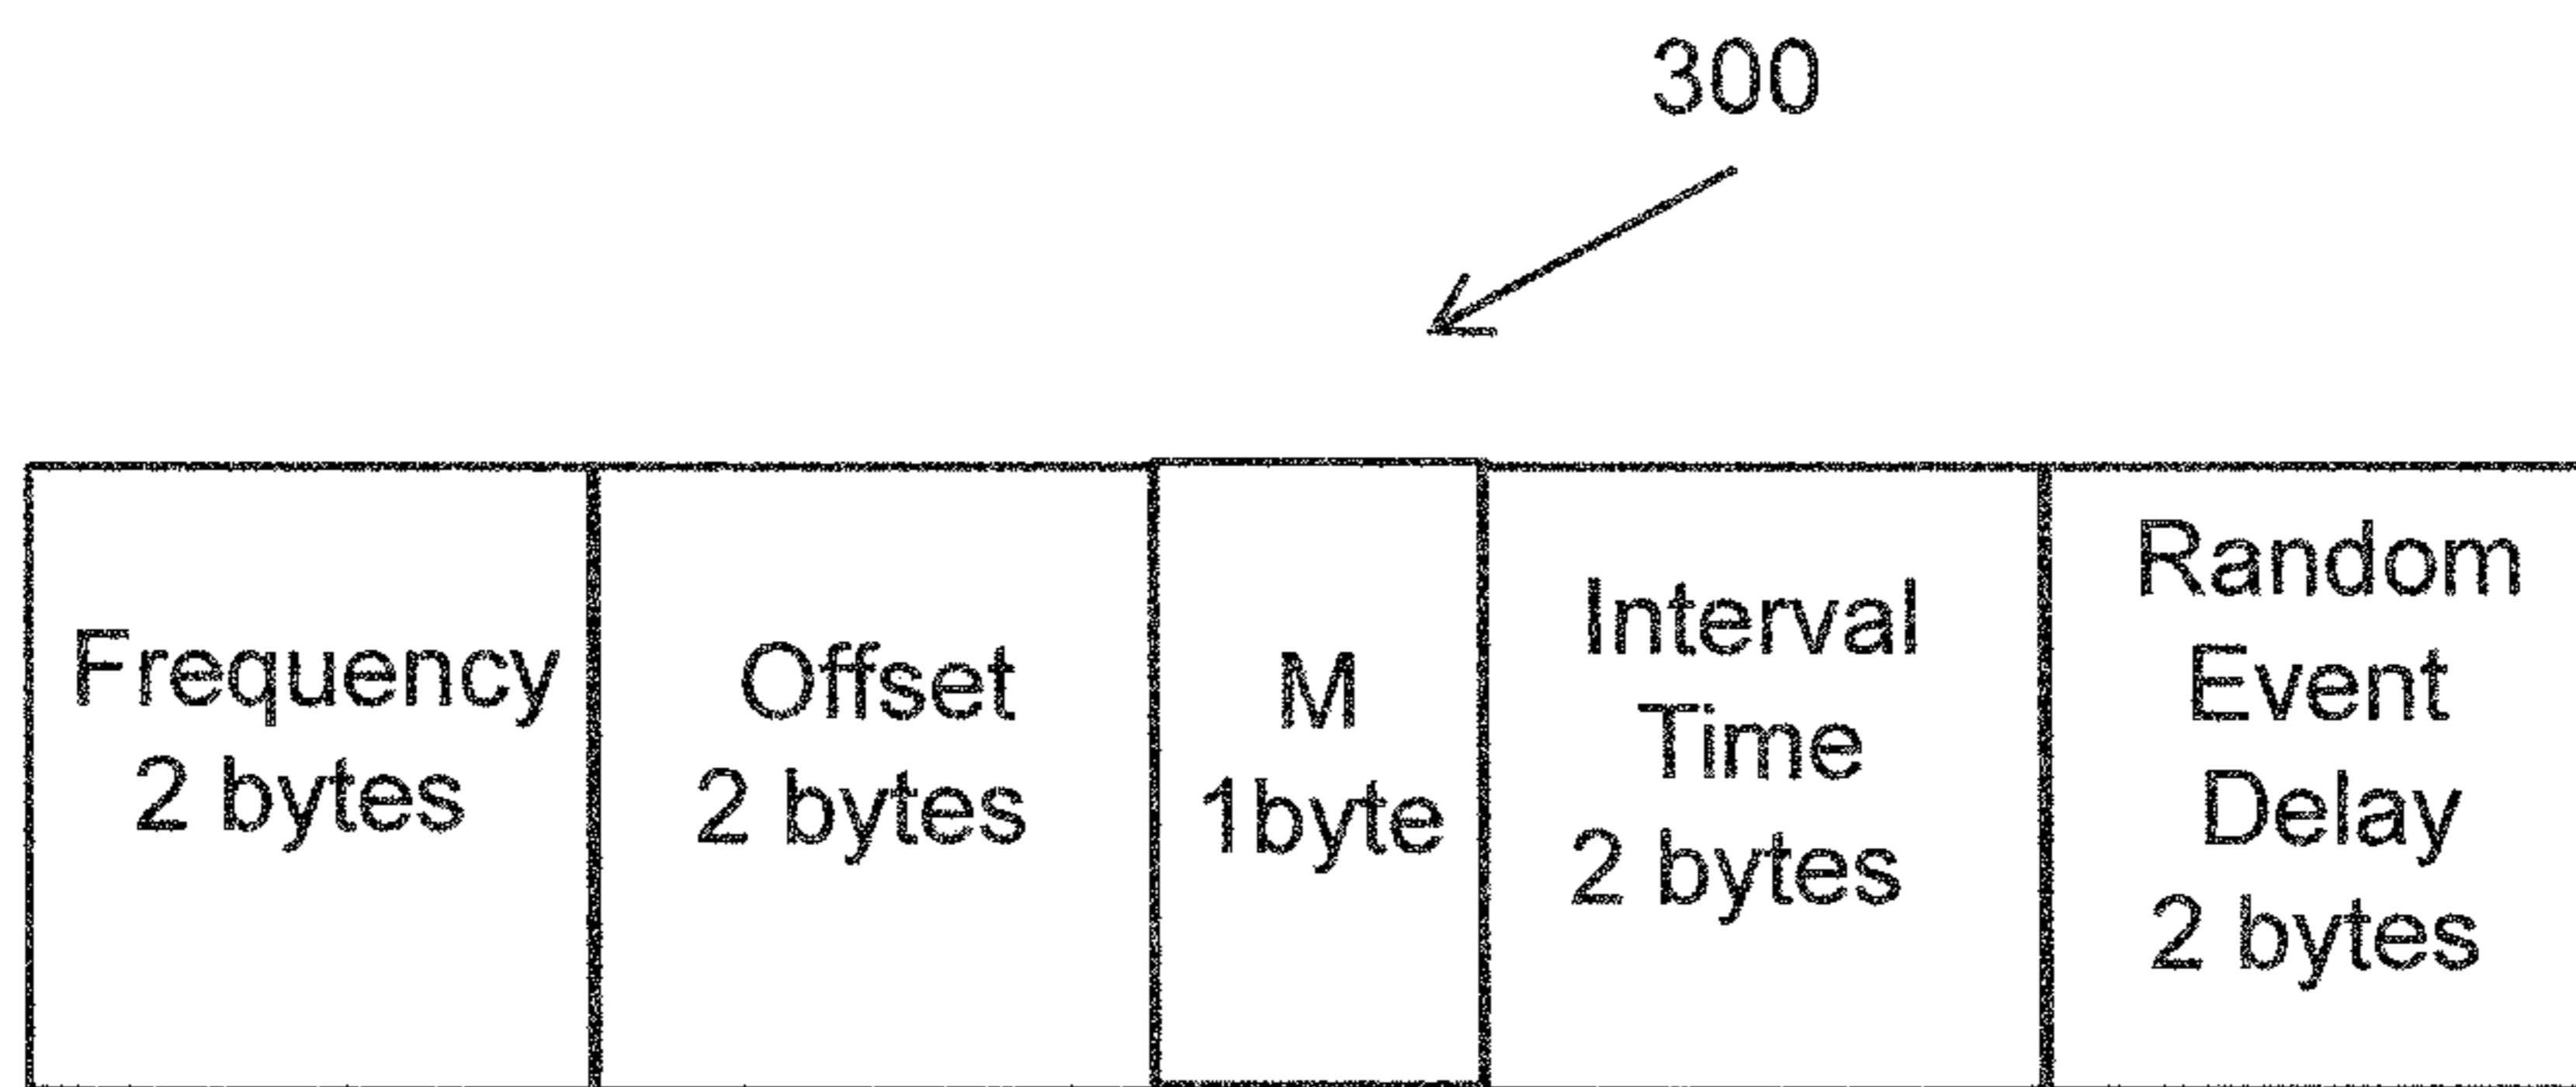 300
Frequency
2 bytes
Offset
2 bytes
M
1byte
Interval
Time
2 bytes
Random
Event
Delay
2 bytes